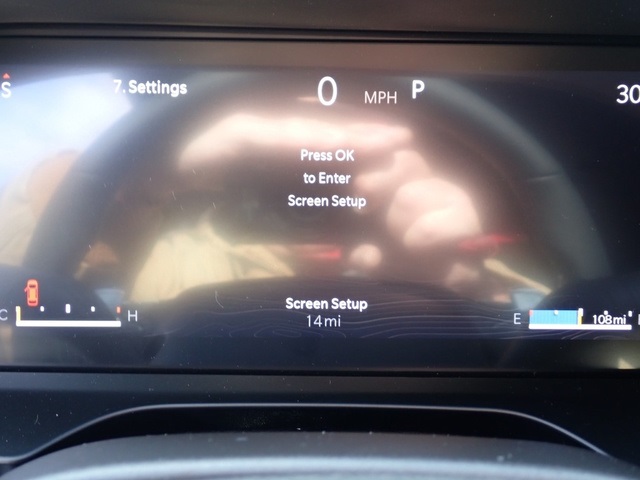 S
7. Settings
0 MPH
P
30
Press OK
to Enter
Screen Setup
C
H
Screen Setup
14mi
E
108mi